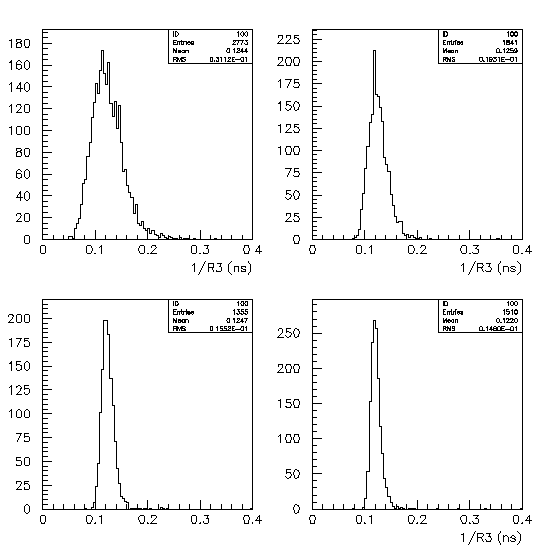 ID 100
Entries 2773
Mean 0.1244
RMS 0.3112E-01
180
160
140
120
100
80
60
40
20
0
0 0.1 0.2 0.3 0.4
1/R3 (ns)
ID 100
Entries 1841
Mean 0.1259
RMS 0.1931E-01
225
200
175
150
125
100
75
50
25
0
0 0.1 0.2 0.3 0.4
1/R3 (ns)
ID 100
Entries 1355
Mean 0.1247
RMS 0.1552E-01
200
175
150
125
100
75
50
25
0
0 0.1 0.2 0.3 0.4
ID 100
Entries 1510
Mean 0.1220
RMS 0.1460E-01
250
200
150
100
50
0
0 0.1 0.2 0.3 0.4
1/R3 (ns)